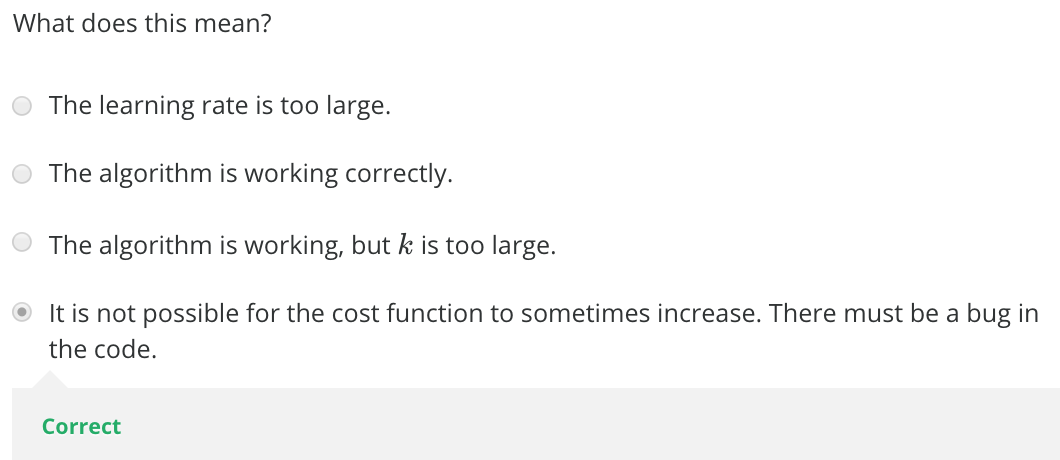 What does this mean?
The learning rate is too large.
The algorithm is working correctly.
The algorithm is working, but k is too large.
It is not possible for the cost function to sometimes increase. There must be a bug in
the code.
Correct